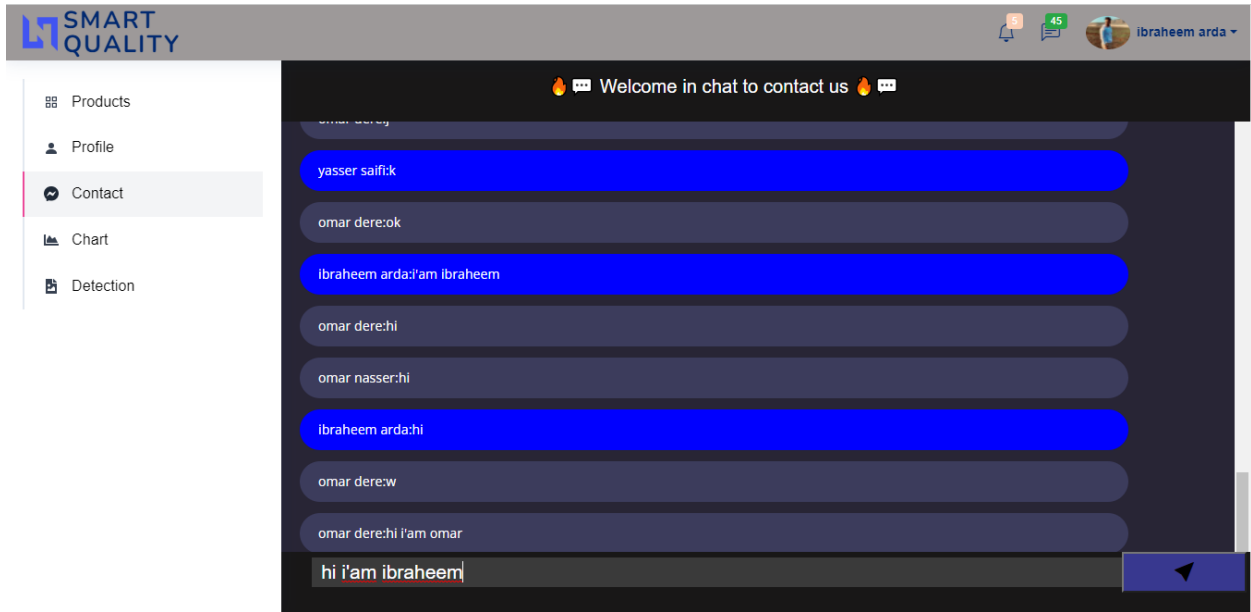 SMART
QUALITY
5
45
ibraheem arda
🔥 💬 Welcome in chat to contact us 🔥 💬
Products
Profile
Contact
Chart
Detection
yasser saifi:k
omar dere:ok
ibraheem arda:i'am ibraheem
omar dere:hi
omar nasser:hi
ibraheem arda:hi
omar dere:w
omar dere:hi i'am omar
hi i'am ibraheem